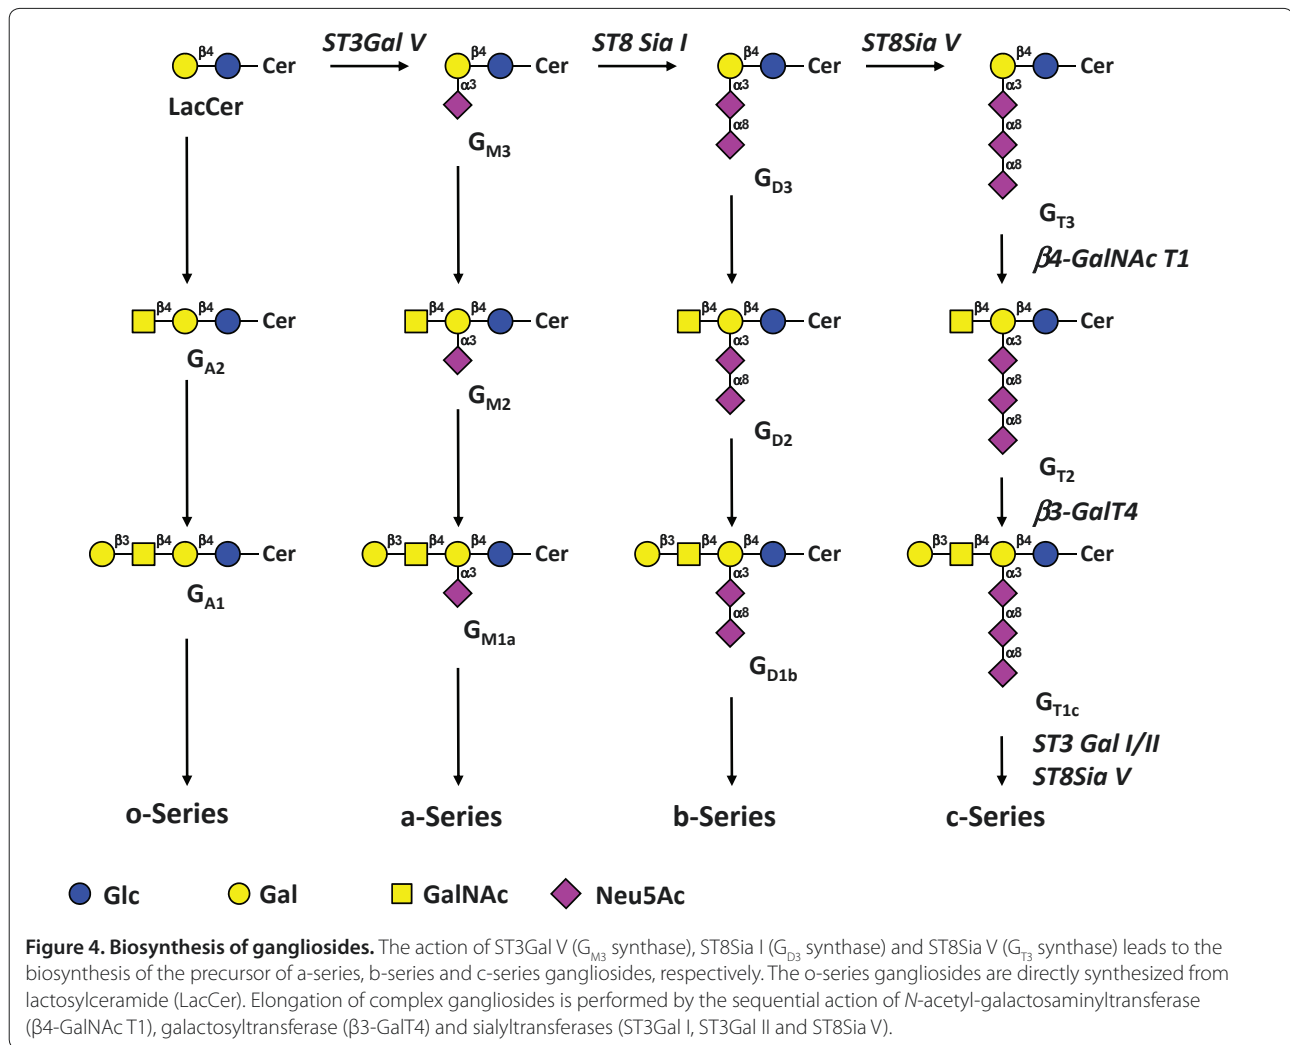 ST3Gal V ST8 Sia I ST8Sia V
β4 β4 β4 β4
Cer Cer Cer Cer
α3 α3 α3
LacCer
α8 α8
GM3
α8
GD3
GT3
β4-GalNAc T1
β4 β4 β4 β4 β4 β4 β4 β4
Cer Cer Cer Cer
α3 α3 α3
GA2
α8 α8
GM2
α8
GD2
GT2
β3-GalT4
β3 β4 β4 β3 β4 β4 β3 β4 β4 β3 β4 β4
Cer Cer Cer Cer
α3 α3 α3
GA1
α8 α8
GM1a
α8
GD1b
GT1c
ST3 Gal I/II
ST8Sia V
o-Series a-Series b-Series c-Series
Glc Gal GalNAc Neu5Ac
Figure 4. Biosynthesis of gangliosides. The action of ST3Gal V (GM3 synthase), ST8Sia I (GD3 synthase) and ST8Sia V (GT3 synthase) leads to the
biosynthesis of the precursor of a-series, b-series and c-series gangliosides, respectively. The o-series gangliosides are directly synthesized from
lactosylceramide (LacCer). Elongation of complex gangliosides is performed by the sequential action of N-acetyl-galactosaminyltransferase
(β4-GalNAc T1), galactosyltransferase (β3-GalT4) and sialyltransferases (ST3Gal I, ST3Gal II and ST8Sia V).